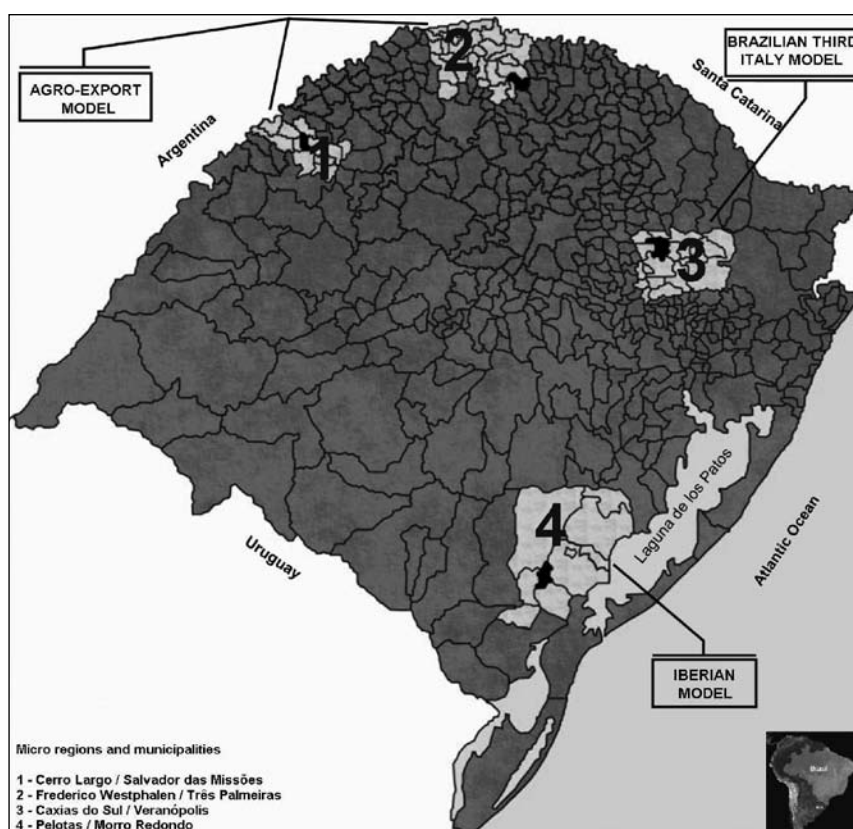 AGRO-EXPORT
MODEL
2
BRAZILIAN THIRD
ITALY MODEL
Santa Catarina
Argentina
1
3
4
Laguna de los Patos
Atlantic Ocean
Uruguay
IBERIAN
MODEL
Micro regions and municipalities
1 - Cerro Largo / Salvador das Missões
2 - Frederico Westphalen / Três Palmeiras
3 - Caxias do Sul / Veranópolis
4 - Pelotas / Morro Redondo
Brasil